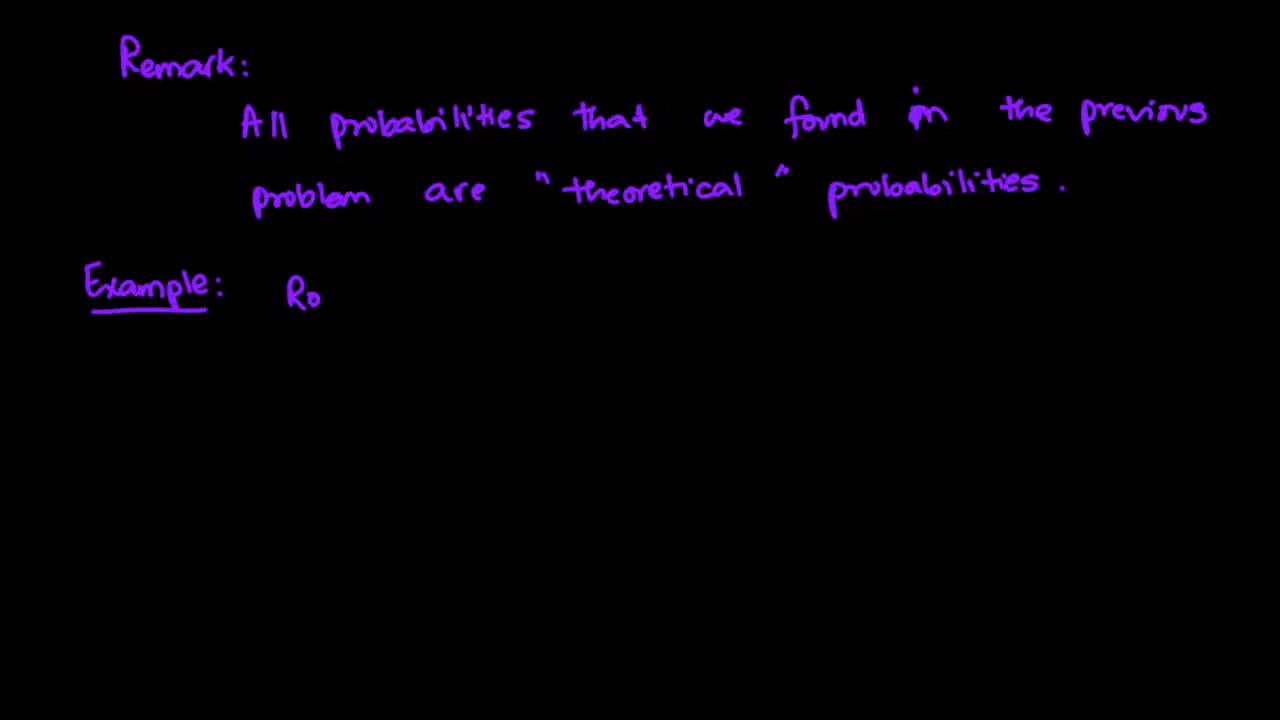 Remark:
All probabilities that we found in the previous
problem are "theoretical" probabilities.
Example: Ro